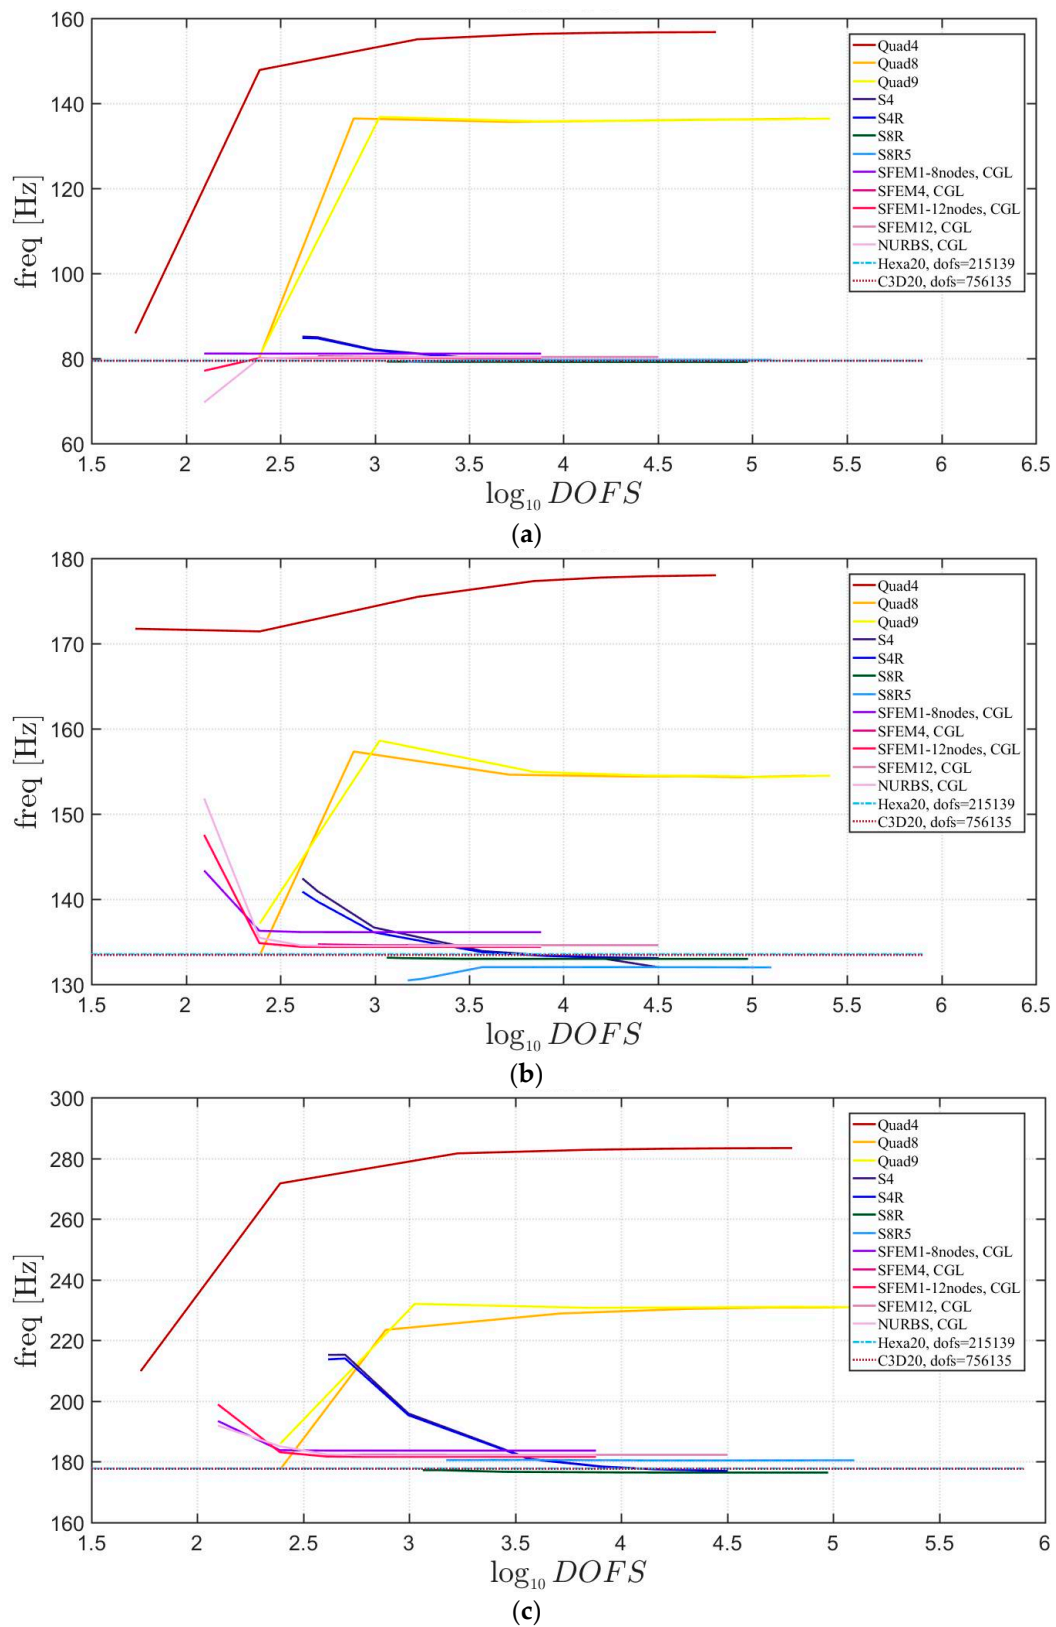 160
140
120
100
80
60
freq [Hz]
1.5 2 2.5 3 3.5 4 4.5 5 5.5 6 6.5
log₁₀ DOFS
Quad4
Quad8
Quad9
S4
S4R
S8R
S8R5
SFEM1-8nodes, CGL
SFEM4, CGL
SFEM1-12nodes, CGL
SFEM12, CGL
NURBS, CGL
Hexa20, dofs=215139
C3D20, dofs=756135
(a)
180
170
160
150
140
130
freq [Hz]
1.5 2 2.5 3 3.5 4 4.5 5 5.5 6 6.5
log₁₀ DOFS
Quad4
Quad8
Quad9
S4
S4R
S8R
S8R5
SFEM1-8nodes, CGL
SFEM4, CGL
SFEM1-12nodes, CGL
SFEM12, CGL
NURBS, CGL
Hexa20, dofs=215139
C3D20, dofs=756135
(b)
300
280
260
240
220
200
180
160
freq [Hz]
1.5 2 2.5 3 3.5 4 4.5 5 5.5 6
log₁₀ DOFS
Quad4
Quad8
Quad9
S4
S4R
S8R
S8R5
SFEM1-8nodes, CGL
SFEM4, CGL
SFEM1-12nodes, CGL
SFEM12, CGL
NURBS, CGL
Hexa20, dofs=215139
C3D20, dofs=756135
(c)